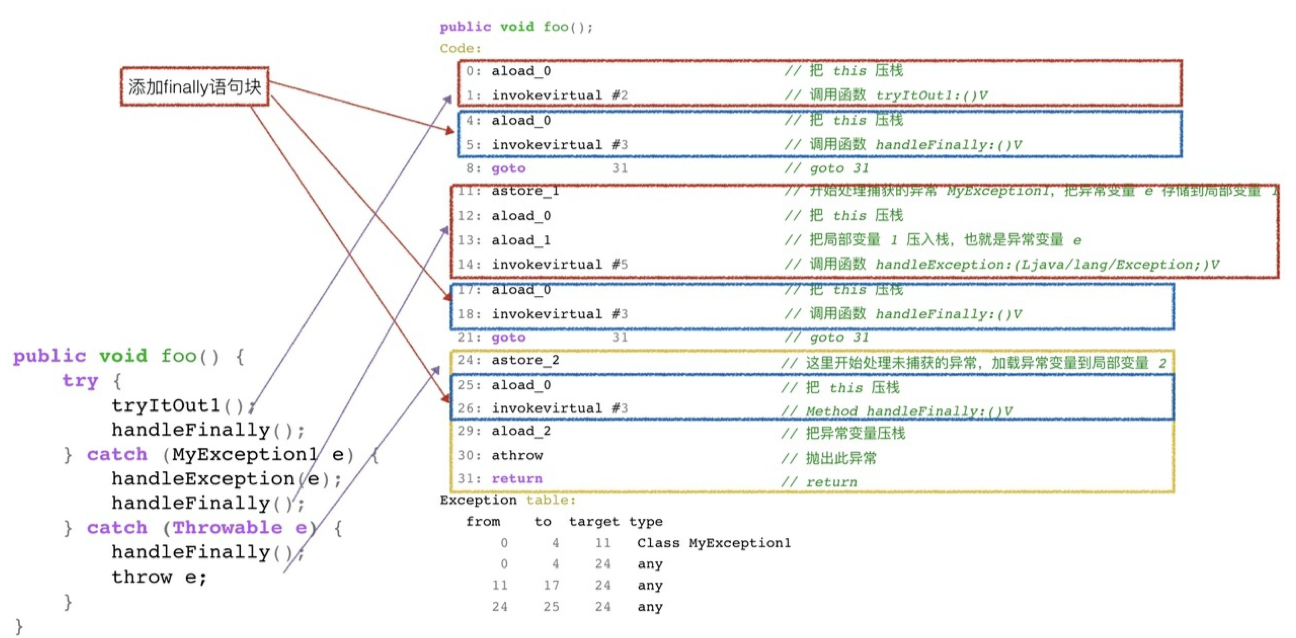 public void foo();
Code:
添加finally语句块
0: aload_0 // 把 this 压栈
1: invokevirtual #2 // 调用函数 tryItOut1:()V
4: aload_0 // 把 this 压栈
5: invokevirtual #3 // 调用函数 handleFinally:()V
8: goto 31 // goto 31
11: astore_1 // 开始处理捕获的异常 MyException1, 把异常变量 e 存储到局部变量 1
12: aload_0 // 把 this 压栈
13: aload_1 // 把局部变量 1 压入栈, 也就是异常变量 e
14: invokevirtual #5 // 调用函数 handleException:(Ljava/lang/Exception;)V
17: aload_0 // 把 this 压栈
18: invokevirtual #3 // 调用函数 handleFinally:()V
21: goto 31 // goto 31
24: astore_2 // 这里开始处理未捕获的异常, 加载异常变量到局部变量 2
25: aload_0 // 把 this 压栈
26: invokevirtual #3 // Method handleFinally:()V
29: aload_2 // 把异常变量压栈
30: athrow // 抛出此异常
31: return // return
Exception table:
from to target type
0 4 11 Class MyException1
0 4 24 any
11 17 24 any
24 25 24 any
public void foo() {
try {
tryItOut1();
handleFinally();
} catch (MyException1 e) {
handleException(e);
handleFinally();
} catch (Throwable e) {
handleFinally();
throw e;
}
}